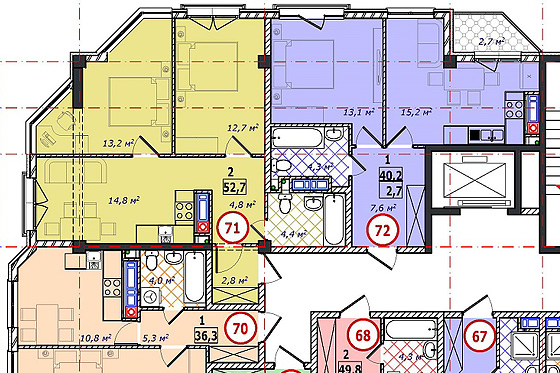 2,7 м²
13,2 м²
12,7 м²
13,1 м²
15,2 м²
4,3 м²
14,8 м²
2
52,7
4,8 м²
1
40,2
2,7
7,6 м²
4,4 м²
71
72
4,0 м²
2,8 м²
10,8 м²
5,3 м²
1
36,3
70
68
67
2
49,8
4,3 м²